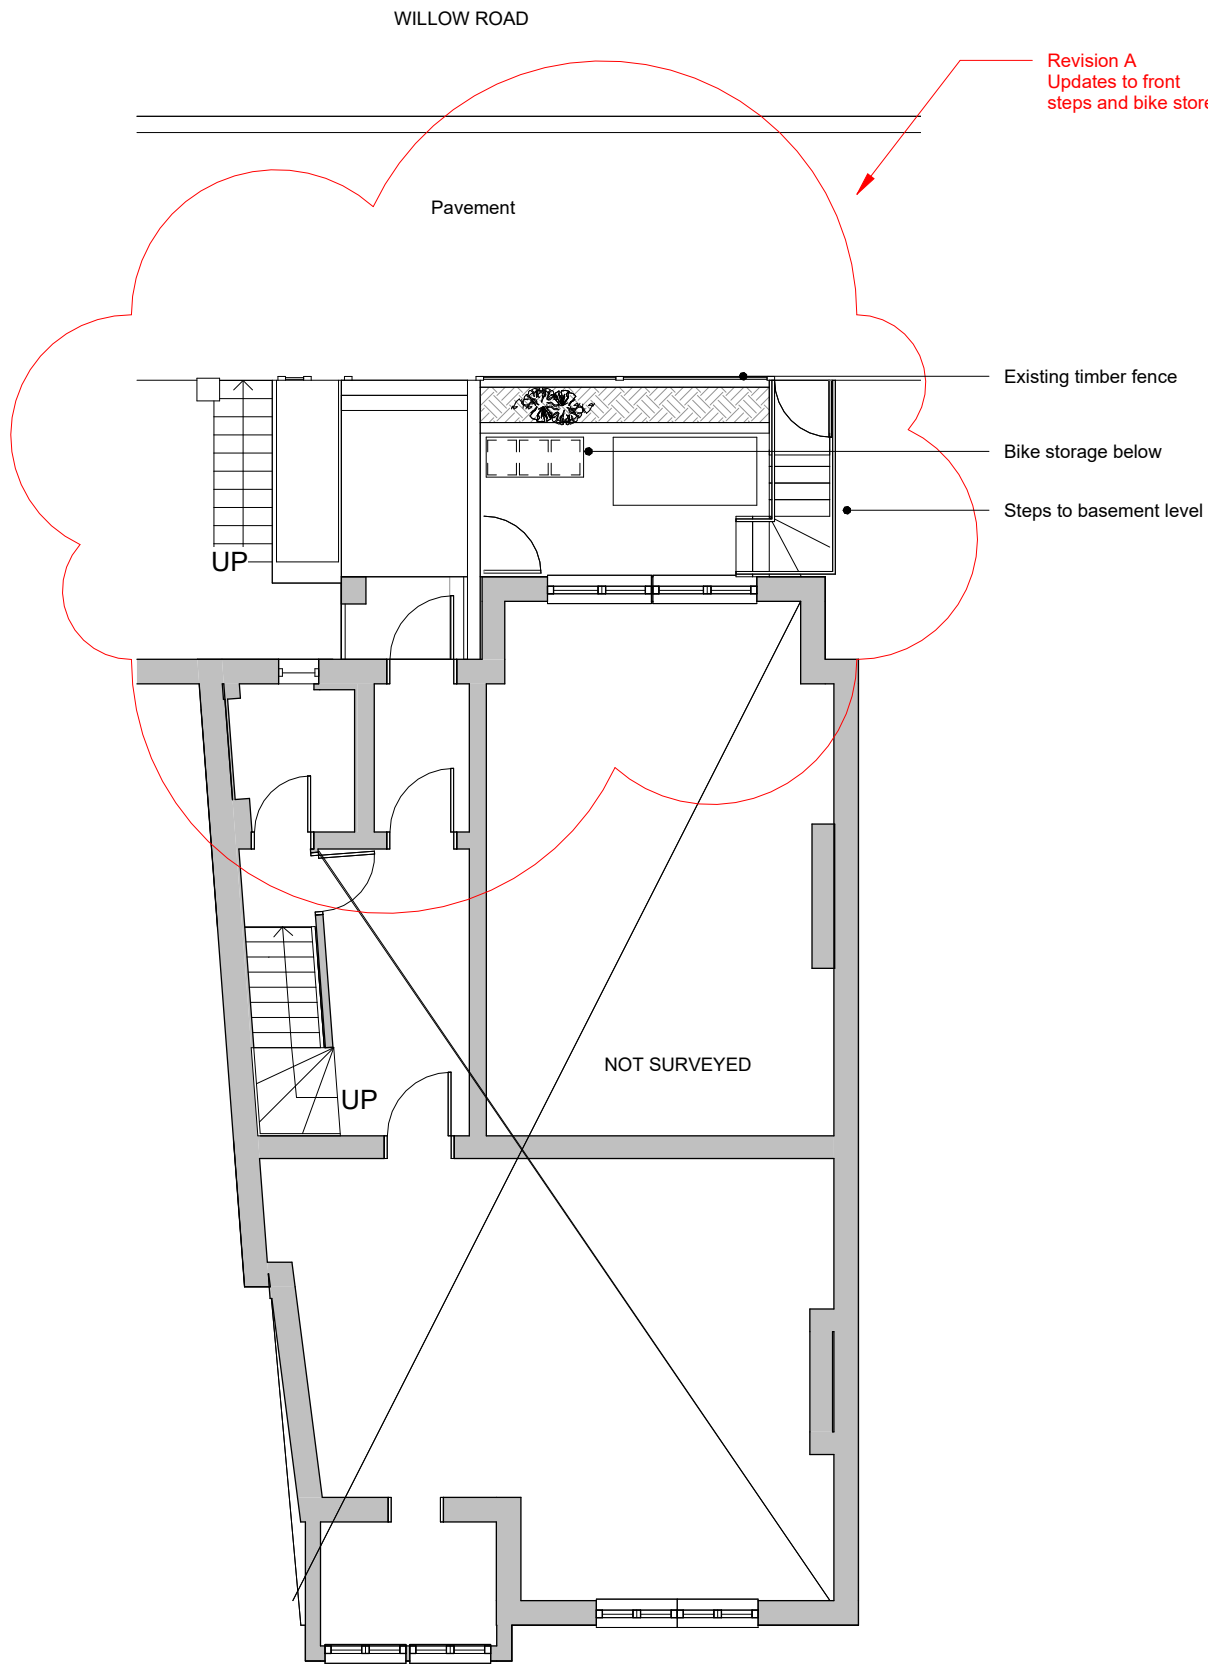 WILLOW ROAD
Revision A
Updates to front
steps and bike store
Pavement
Existing timber fence
Bike storage below
Steps to basement level
UP
NOT SURVEYED
UP